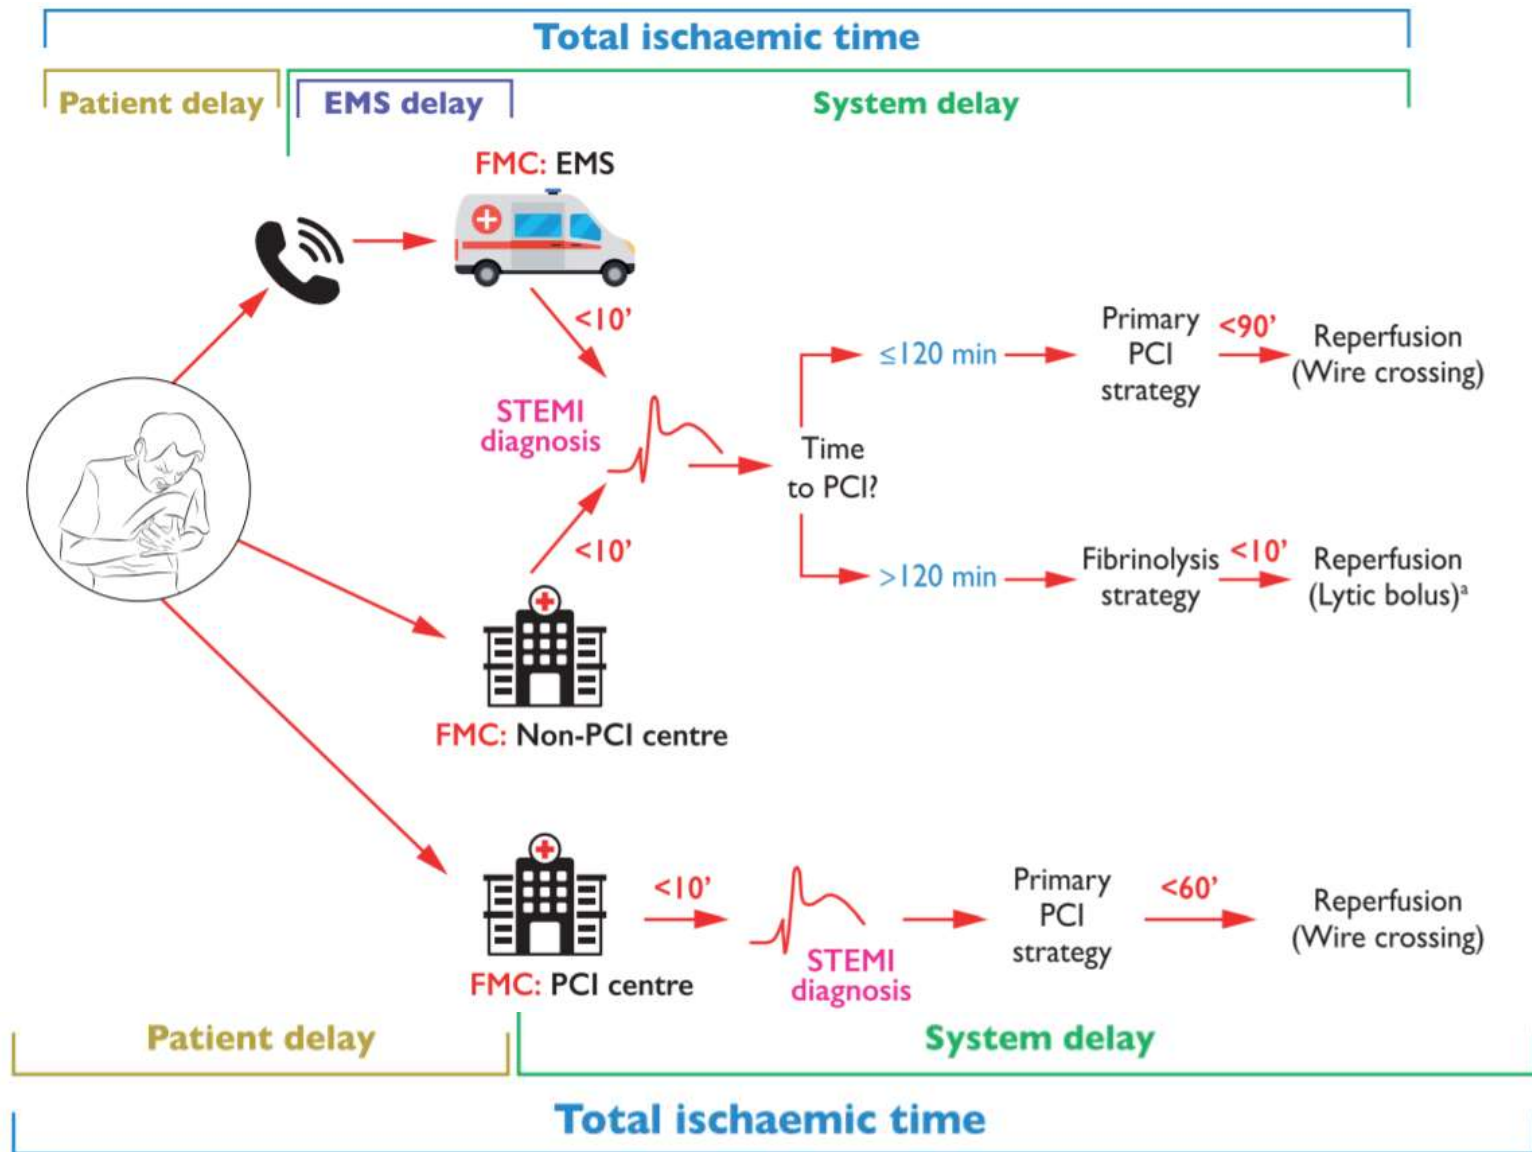 Total ischaemic time
Patient delay
EMS delay
System delay
FMC: EMS
<10'
STEMI
diagnosis
<10'
FMC: Non-PCI centre
Time
to PCI?
≤120 min
Primary
PCI
strategy
<90'
Reperfusion
(Wire crossing)
>120 min
Fibrinolysis
strategy
<10'
Reperfusion
(Lytic bolus)ª
FMC: PCI centre
<10'
STEMI
diagnosis
Primary
PCI
strategy
<60'
Reperfusion
(Wire crossing)
Patient delay
System delay
Total ischaemic time